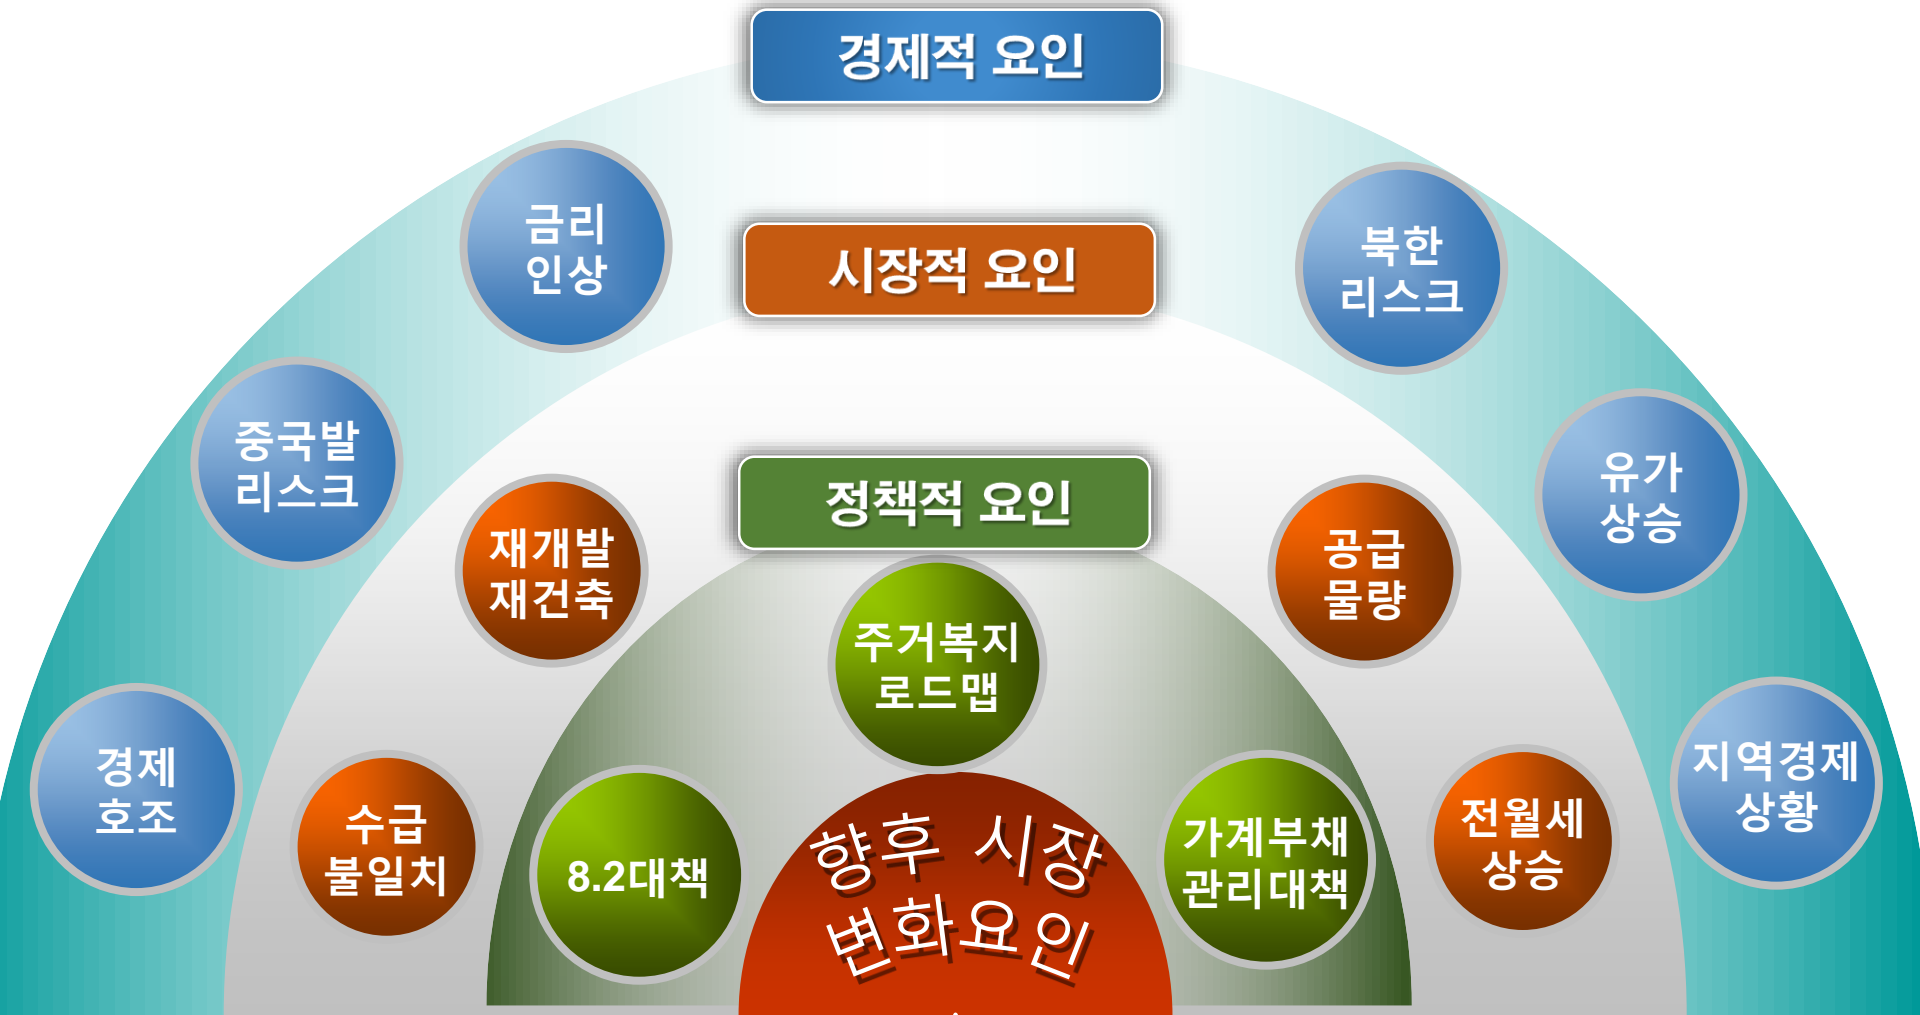 경제적 요인
금리
인상
북한
리스크
시장적 요인
중국발
리스크
유가
상승
정책적 요인
재개발
재건축
공급
물량
주거복지
로드맵
경제
호조
지역경제
상황
수급
불일치
8.2대책
가계부채
관리대책
전월세
상승
향후 시장
변화요인